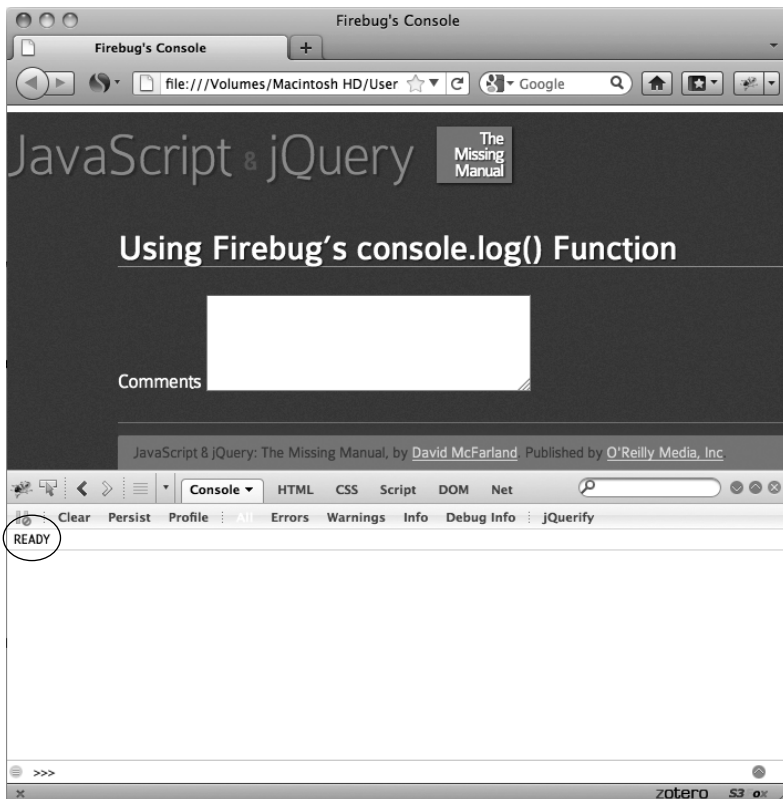 Firebug's Console
Firebug's Console +
file:///Volumes/Macintosh HD/User Google
JavaScript & jQuery
The
Missing
Manual
Using Firebug's console.log() Function
Comments
JavaScript & jQuery: The Missing Manual, by David McFarland. Published by O'Reilly Media, Inc.
Console HTML CSS Script DOM Net
Clear Persist Profile All Errors Warnings Info Debug Info jQuerify
READY
>>>
x zotero S3 ox